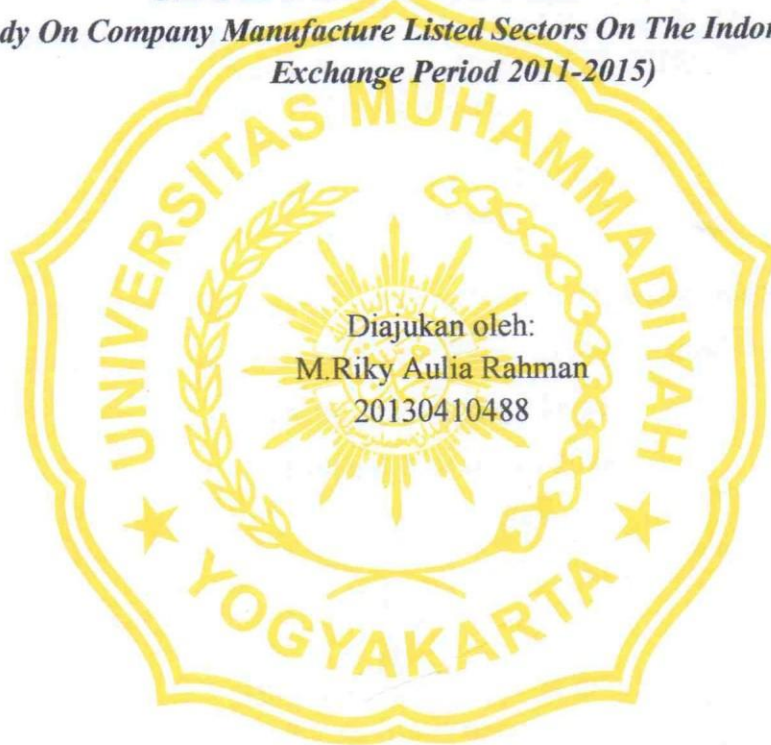 dy On Company Manufacture Listed Sectors On The Indon
Exchange Period 2011-2015)
UNIVERSITAS MUHAMMADIYAH
Diajukan oleh:
M.Riky Aulia Rahman
20130410488
YOGYAKARTA